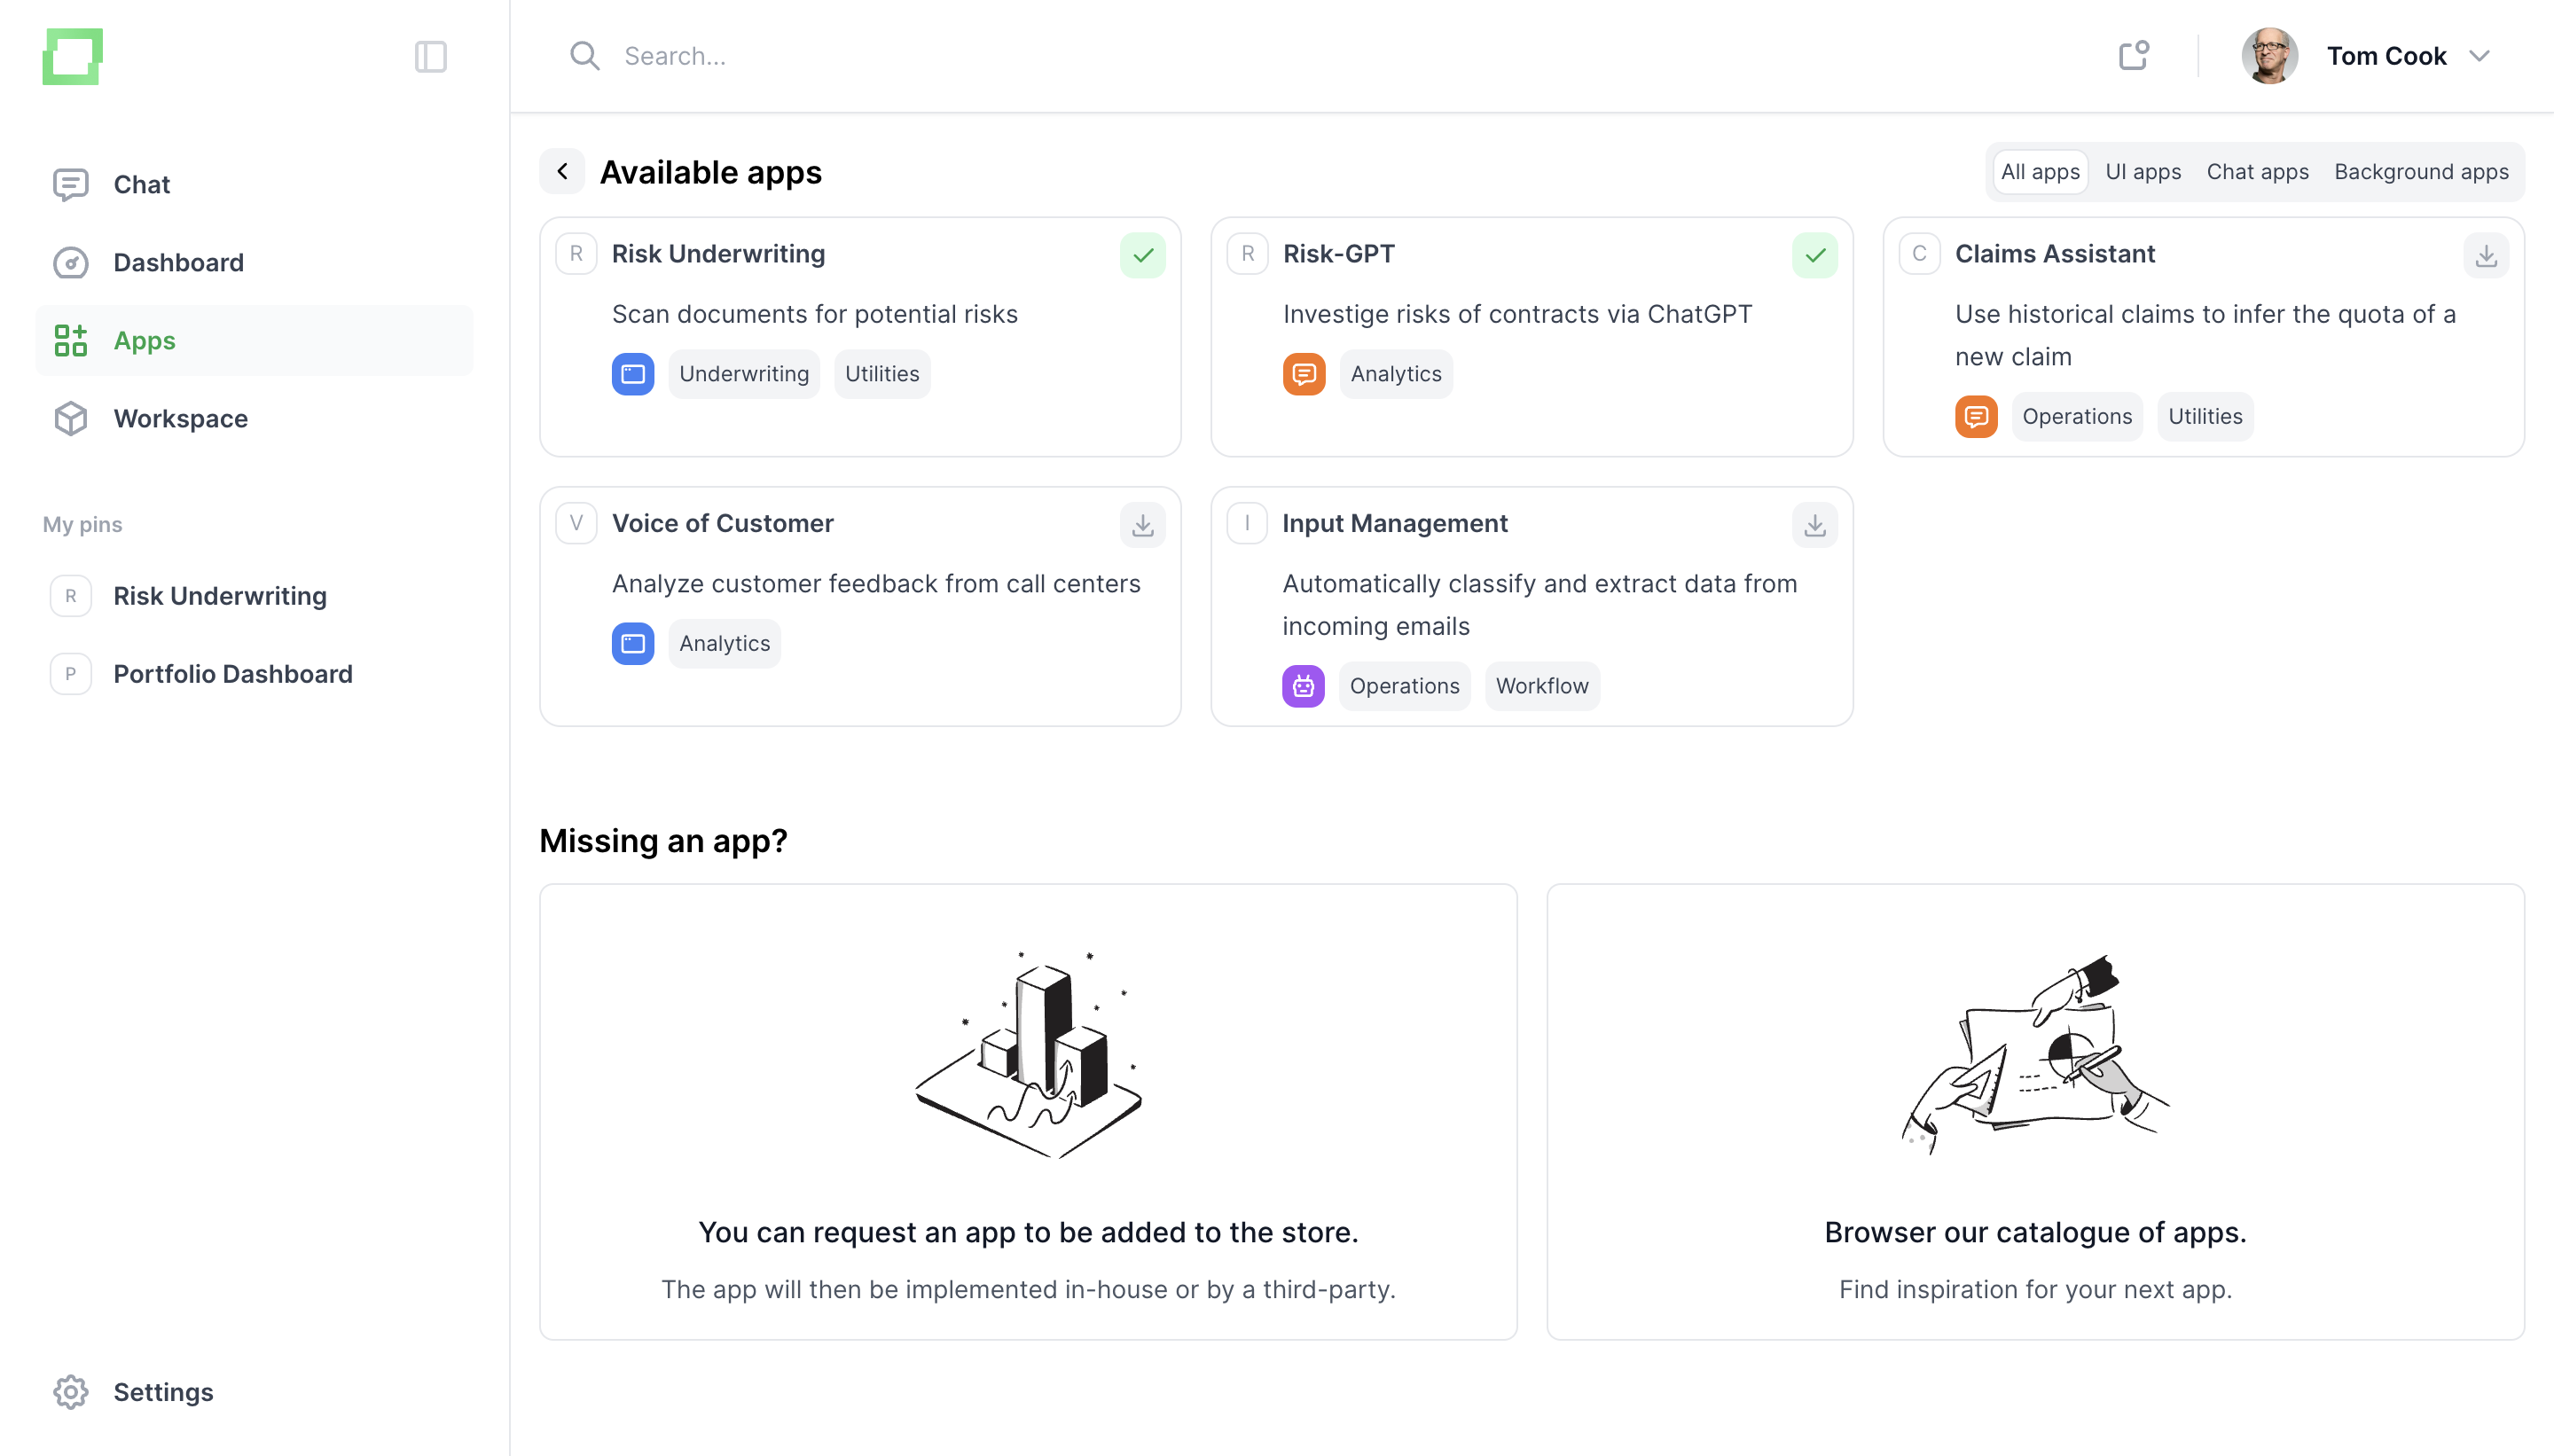 Search...
Tom Cook
Chat
Dashboard
Apps
Workspace
My pins
R
Risk Underwriting
P
Portfolio Dashboard
Settings
Available apps
All apps
UI apps
Chat apps
Background apps
R
Risk Underwriting
Scan documents for potential risks
Underwriting
Utilities
R
Risk-GPT
Investige risks of contracts via ChatGPT
Analytics
C
Claims Assistant
Use historical claims to infer the quota of a
new claim
Operations
Utilities
V
Voice of Customer
Analyze customer feedback from call centers
Analytics
I
Input Management
Automatically classify and extract data from
incoming emails
Operations
Workflow
Missing an app?
You can request an app to be added to the store.
The app will then be implemented in-house or by a third-party.
Browser our catalogue of apps.
Find inspiration for your next app.